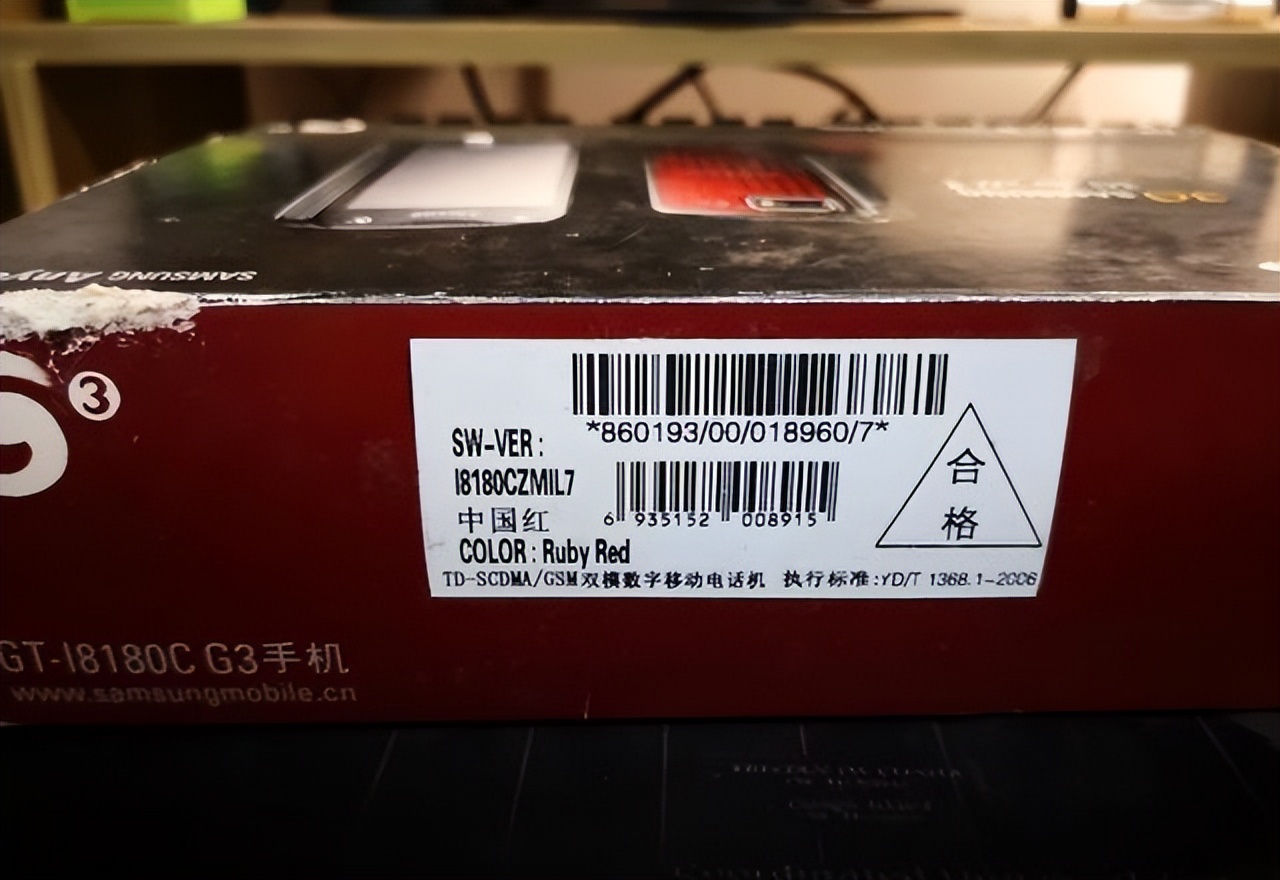 SAMSUNG Any
③
*860193/00/018960/7*
SW-VER :
I8180CZMIL7
6 935152 008915
中国红
COLOR : Ruby Red
TD-SCDMA/GSM双模数字移动电话机 执行标准:YD/T 1368.1-2006
合
格
GT-I8180C G3手机
www.samsungmobile.cn